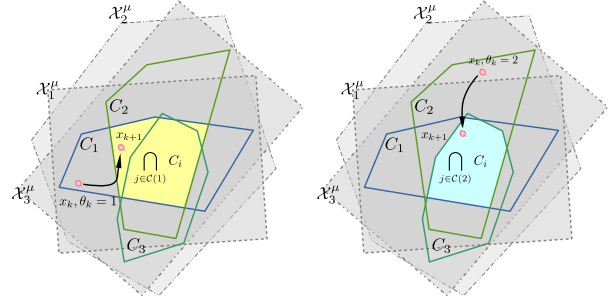 𝒳₂^μ
𝒳₁^μ
C₂
C₁
x_{k+1}
⋂_{j∈𝒞(1)} C_i
𝒳₃^μ
x_k, θ_k = 1
C₃
𝒳₂^μ
x_k, θ_k = 2
𝒳₁^μ
C₂
x_{k+1}
C₁
⋂_{j∈𝒞(2)} C_i
𝒳₃^μ
C₃